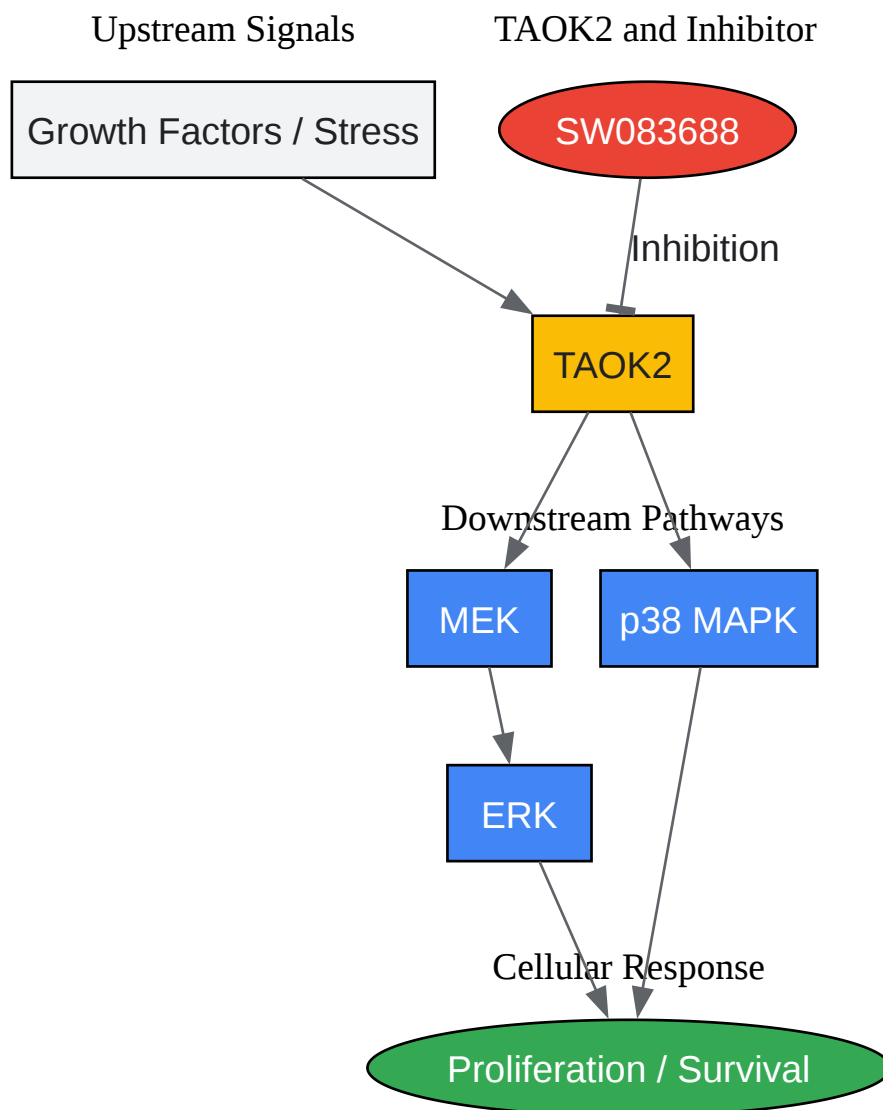 Upstream Signals
TAOK2 and Inhibitor
Growth Factors / Stress
SW083688
Inhibition
TAOK2
Downstream Pathways
MEK
p38 MAPK
ERK
Cellular Response
Proliferation / Survival